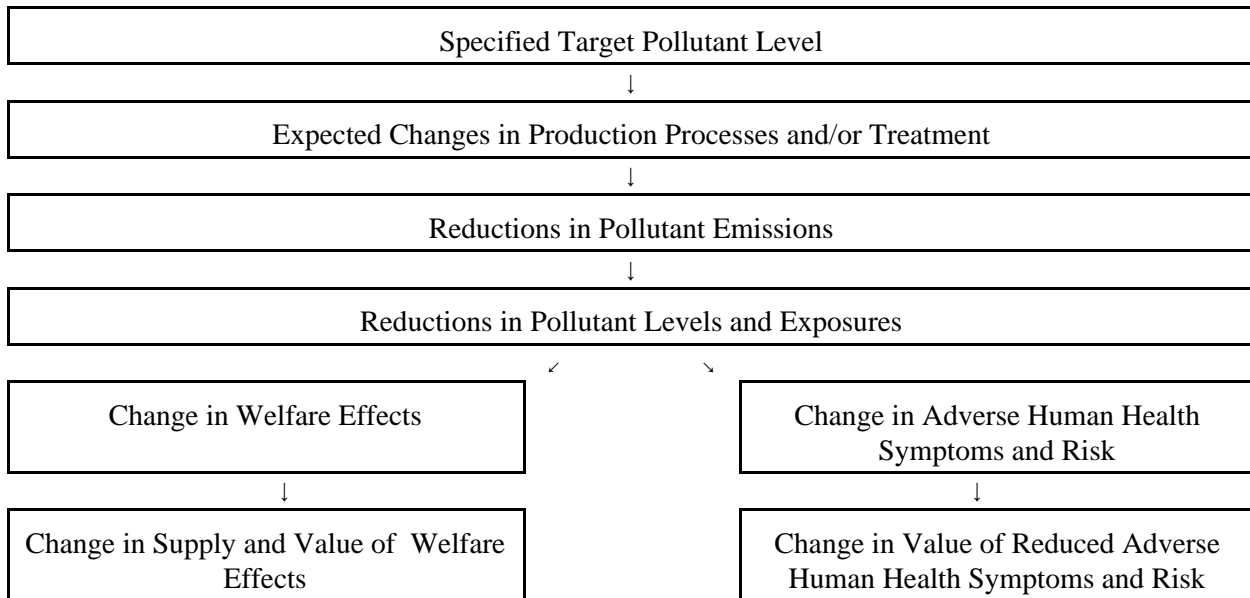 Specified Target Pollutant Level
↓
Expected Changes in Production Processes and/or Treatment
↓
Reductions in Pollutant Emissions
↓
Reductions in Pollutant Levels and Exposures
↙ ↘
Change in Welfare Effects
Change in Adverse Human Health
Symptoms and Risk
↓ ↓
Change in Supply and Value of Welfare
Effects
Change in Value of Reduced Adverse
Human Health Symptoms and Risk